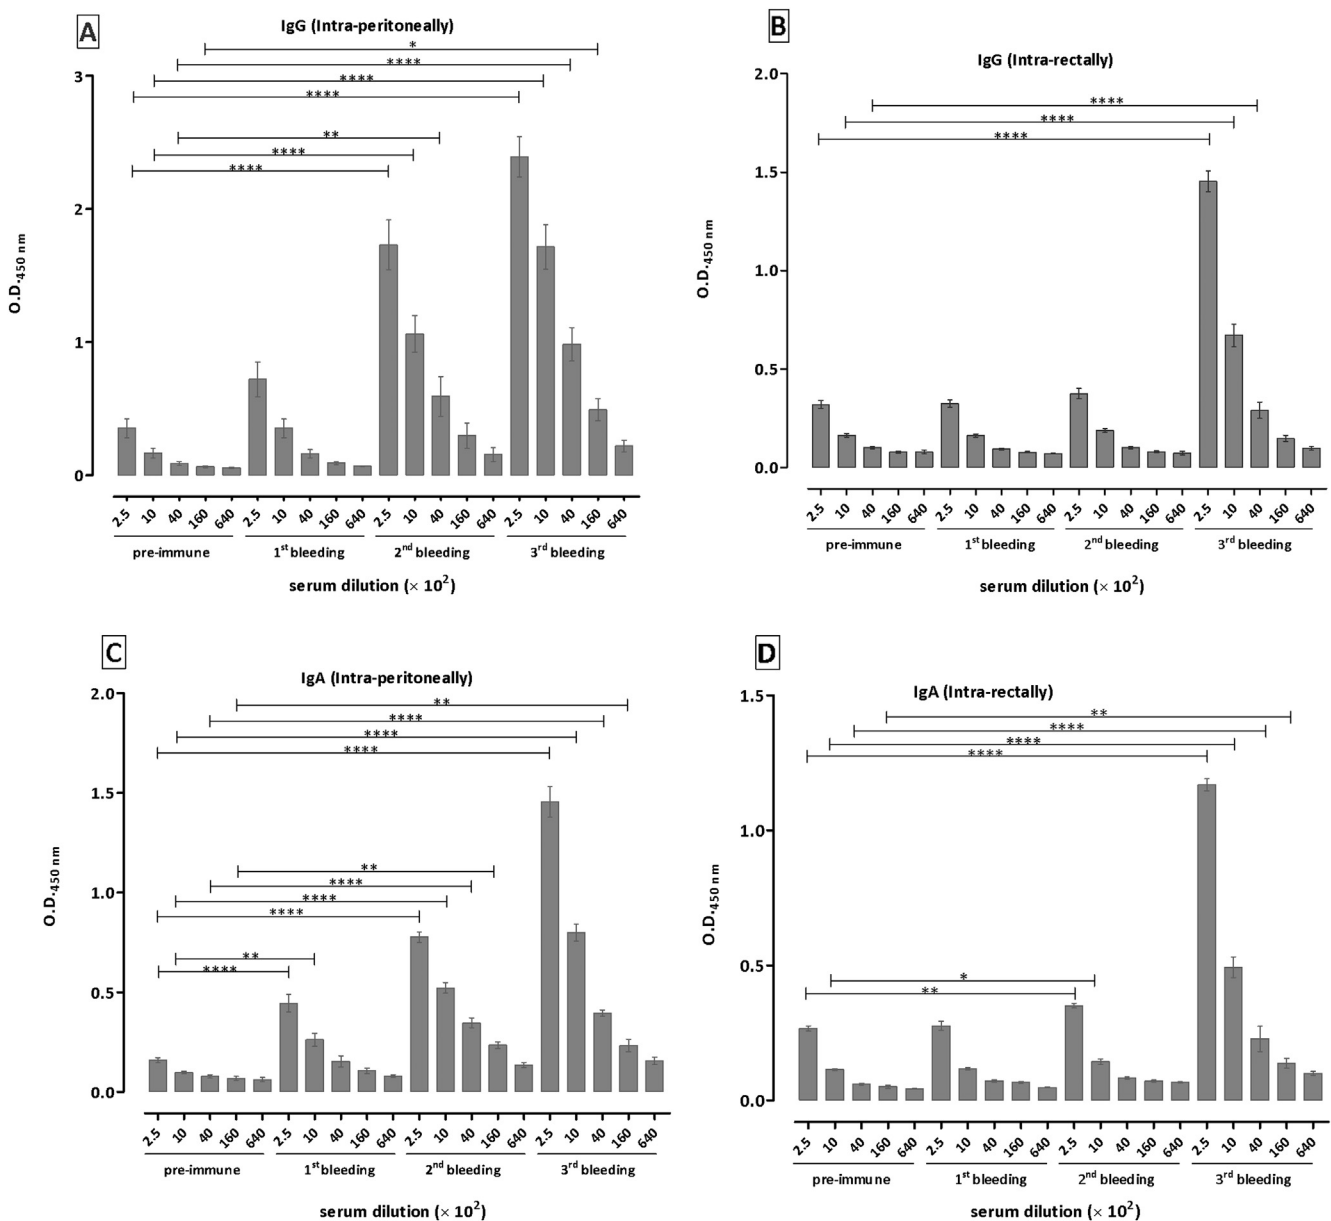 A
IgG (Intra-peritoneally)
*
****
****
****
**
****
****
3
2
1
0
O.D.450 nm
2.5 10 40 160 640 2.5 10 40 160 640 2.5 10 40 160 640 2.5 10 40 160 640
pre-immune 1st bleeding 2nd bleeding 3rd bleeding
serum dilution (× 10²)
B
IgG (Intra-rectally)
****
****
****
2.0
1.5
1.0
0.5
0.0
O.D.450 nm
2.5 10 40 160 640 2.5 10 40 160 640 2.5 10 40 160 640 2.5 10 40 160 640
pre-immune 1st bleeding 2nd bleeding 3rd bleeding
serum dilution (× 10²)
C
IgA (Intra-peritoneally)
**
****
****
****
**
****
****
****
**
****
2.0
1.5
1.0
0.5
0.0
O.D.450 nm
2.5 10 40 160 640 2.5 10 40 160 640 2.5 10 40 160 640 2.5 10 40 160 640
pre-immune 1st bleeding 2nd bleeding 3rd bleeding
serum dilution (× 10²)
D
IgA (Intra-rectally)
**
****
****
****
*
**
1.5
1.0
0.5
0.0
O.D.450 nm
2.5 10 40 160 640 2.5 10 40 160 640 2.5 10 40 160 640 2.5 10 40 160 640
pre-immune 1st bleeding 2nd bleeding 3rd bleeding
serum dilution (× 10²)